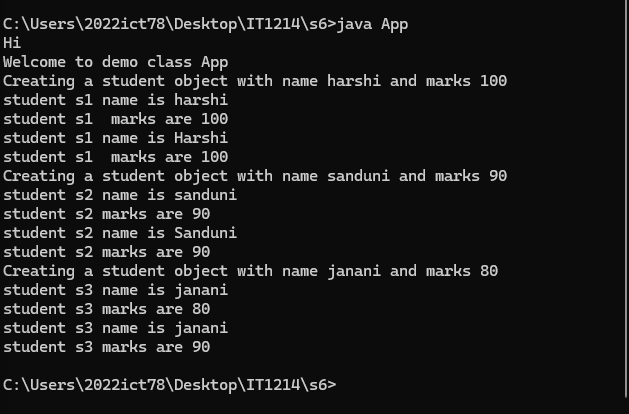 C:\Users\2022ict78\Desktop\IT1214\s6>java App
Hi
Welcome to demo class App
Creating a student object with name harshi and marks 100
student s1 name is harshi
student s1  marks are 100
student s1 name is Harshi
student s1  marks are 100
Creating a student object with name sanduni and marks 90
student s2 name is sanduni
student s2 marks are 90
student s2 name is Sanduni
student s2 marks are 90
Creating a student object with name janani and marks 80
student s3 name is janani
student s3 marks are 80
student s3 name is janani
student s3 marks are 90
C:\Users\2022ict78\Desktop\IT1214\s6>